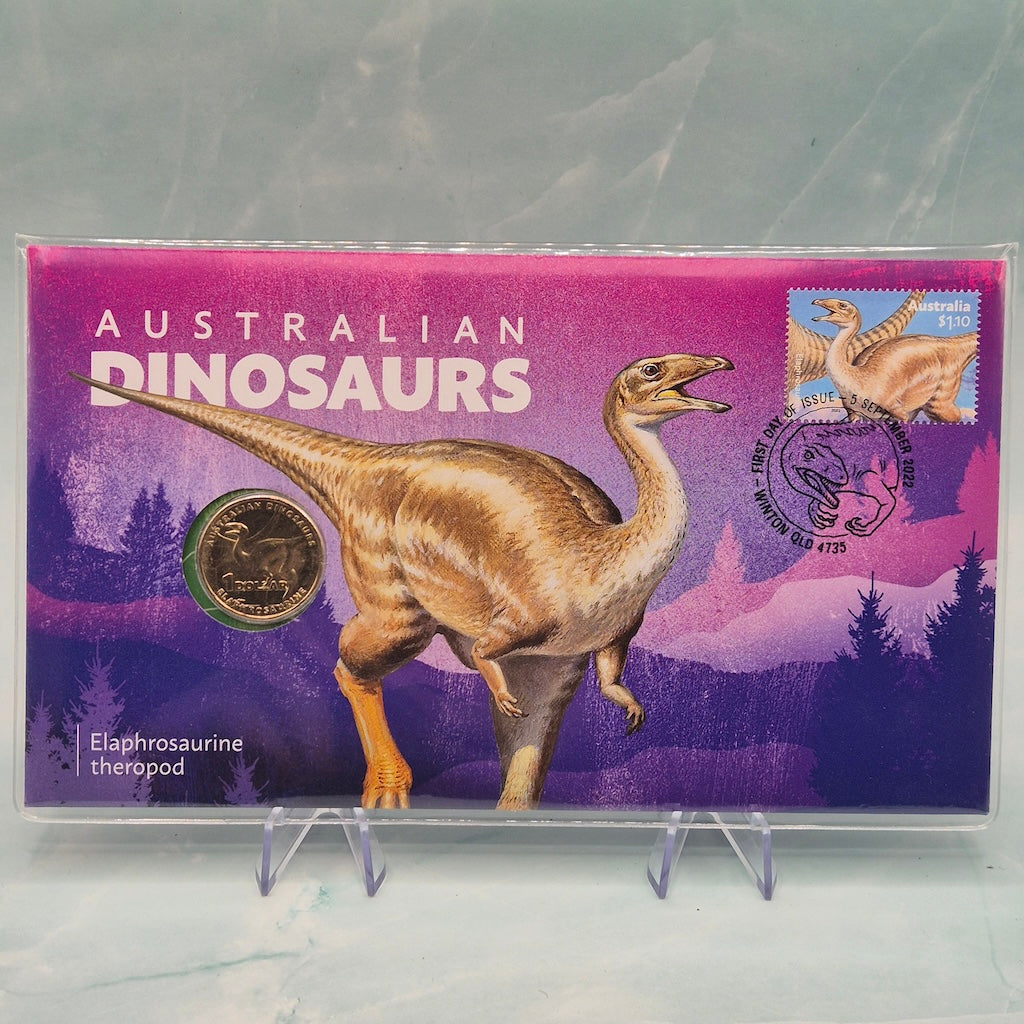 AUSTRALIAN
DINOSAURS
Australia
$1.10
FIRST DAY OF ISSUE – 5 SEPTEMBER 2022
WINTON QLD 4735
AUSTRALIAN DINOSAURS
1 DOLLAR
ELAPHROSAURINE
Elaphrosaurine
theropod